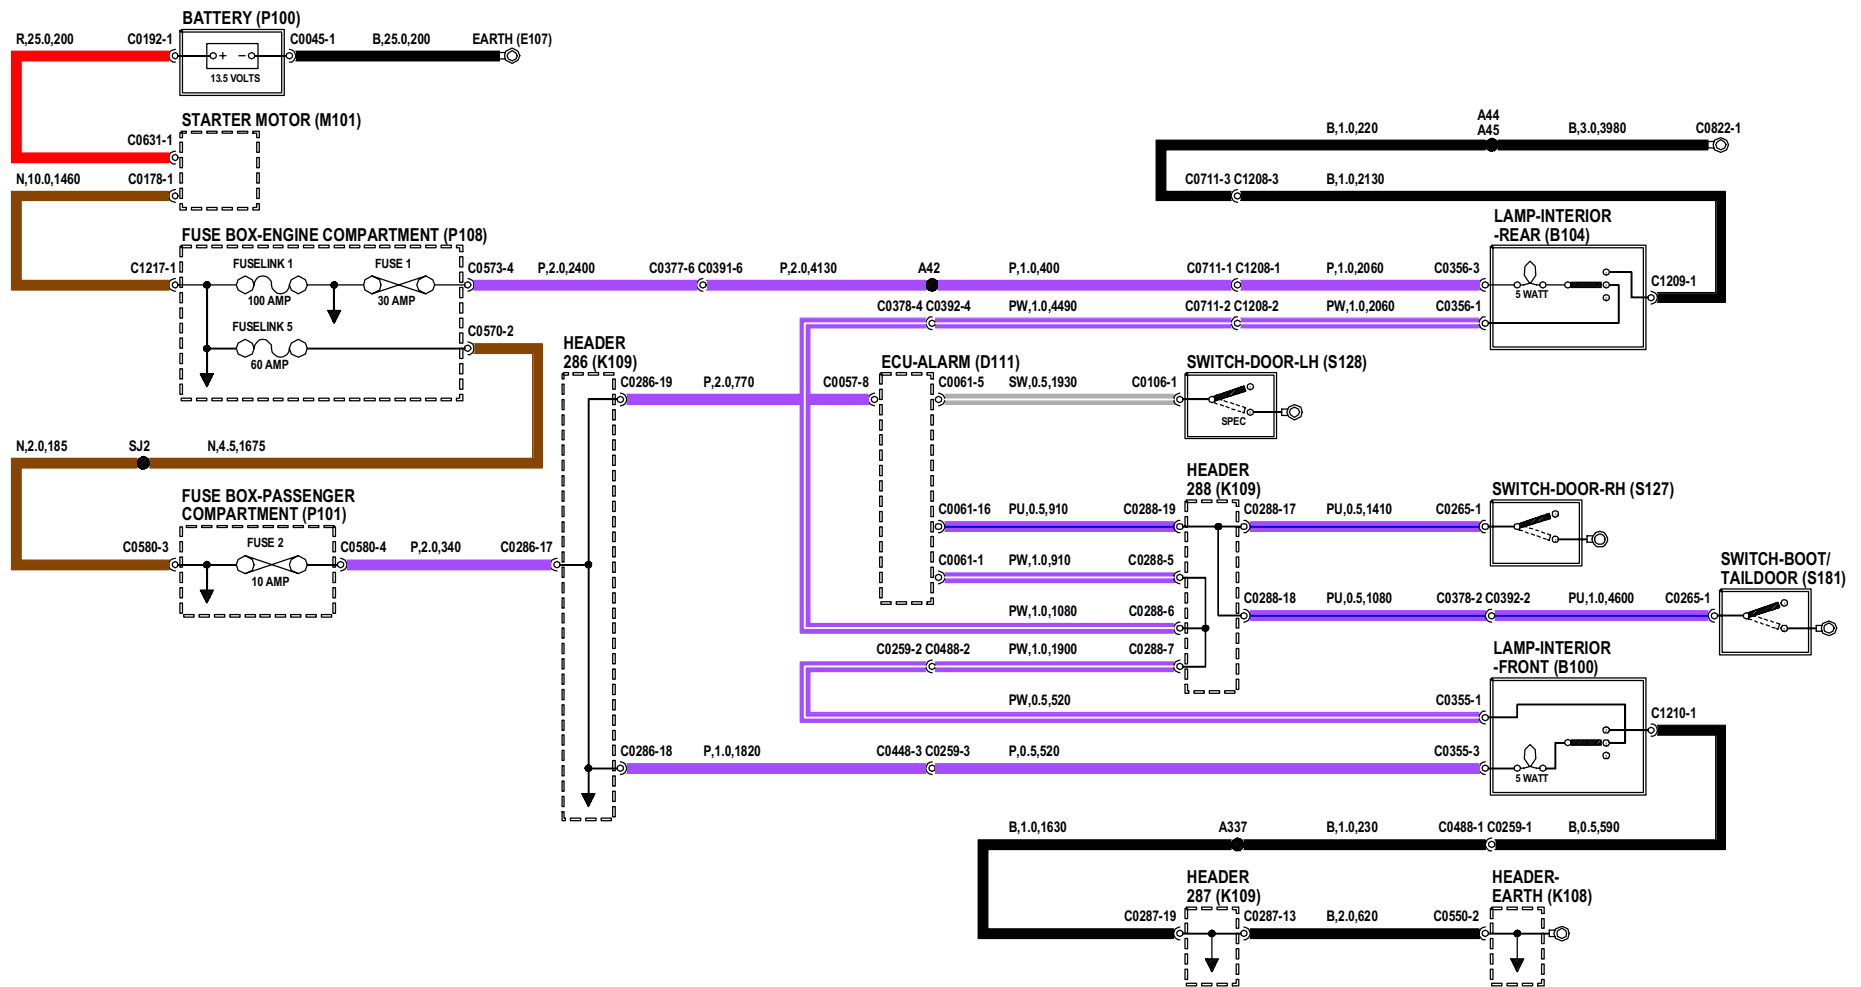 BATTERY (P100)
R,25.0,200
C0192-1
C0045-1
B,25.0,200
EARTH (E107)
+ -
13.5 VOLTS
STARTER MOTOR (M101)
C0631-1
N,10.0,1460
C0178-1
FUSE BOX-ENGINE COMPARTMENT (P108)
C1217-1
FUSELINK 1
100 AMP
FUSE 1
30 AMP
C0573-4
P,2.0,2400
C0377-6 C0391-6
P,2.0,4130
A42
P,1.0,400
C0711-1 C1208-1
P,1.0,2060
C0356-3
FUSELINK 5
60 AMP
C0570-2
B,1.0,220
A44
A45
B,3.0,3980
C0822-1
C0711-3 C1208-3
B,1.0,2130
LAMP-INTERIOR
-REAR (B104)
5 WATT
C1209-1
C0378-4 C0392-4
PW,1.0,4490
C0711-2 C1208-2
PW,1.0,2060
C0356-1
HEADER
286 (K109)
C0286-19
P,2.0,770
C0057-8
ECU-ALARM (D111)
C0061-5
SW,0.5,1930
C0106-1
SWITCH-DOOR-LH (S128)
SPEC
N,2.0,185
SJ2
N,4.5,1675
FUSE BOX-PASSENGER
COMPARTMENT (P101)
C0580-3
FUSE 2
10 AMP
C0580-4
P,2.0,340
C0286-17
HEADER
288 (K109)
C0061-16
PU,0.5,910
C0288-19
C0288-17
PU,0.5,1410
C0265-1
SWITCH-DOOR-RH (S127)
C0061-1
PW,1.0,910
C0288-5
SWITCH-BOOT/
TAILDOOR (S181)
PW,1.0,1080
C0288-6
C0288-18
PU,0.5,1080
C0378-2 C0392-2
PU,1.0,4600
C0265-1
C0259-2 C0488-2
PW,1.0,1900
C0288-7
LAMP-INTERIOR
-FRONT (B100)
PW,0.5,520
C0355-1
C1210-1
C0286-18
P,1.0,1820
C0448-3 C0259-3
P,0.5,520
C0355-3
5 WATT
B,1.0,1630
A337
B,1.0,230
C0488-1 C0259-1
B,0.5,590
HEADER
287 (K109)
HEADER-
EARTH (K108)
C0287-19
C0287-13
B,2.0,620
C0550-2